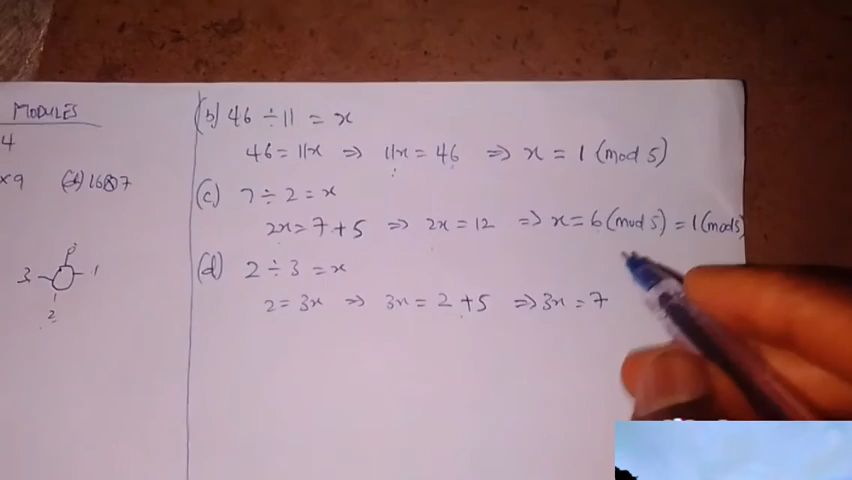 MODULES
4
x9 (d) 16⊗7
0
3 1
2
(b) 46 ÷ 11 = x
46 = 11x ⇒ 11x = 46 ⇒ x = 1 (mod 5)
(c) 7 ÷ 2 = x
2x = 7 + 5 ⇒ 2x = 12 ⇒ x = 6 (mod 5) = 1 (mod 5)
(d) 2 ÷ 3 = x
2 = 3x ⇒ 3x = 2 + 5 ⇒ 3x = 7